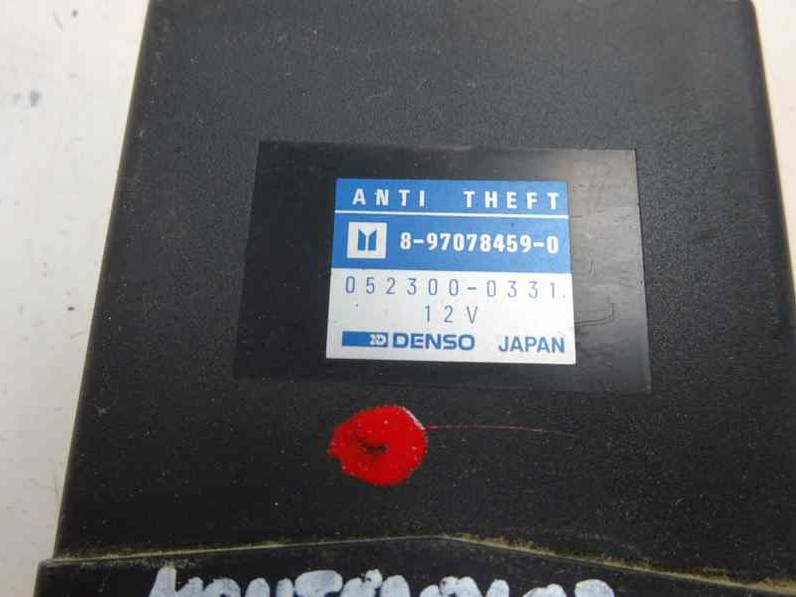 ANTI THEFT
8-97078459-0
052300-0331.
12V
DENSO JAPAN